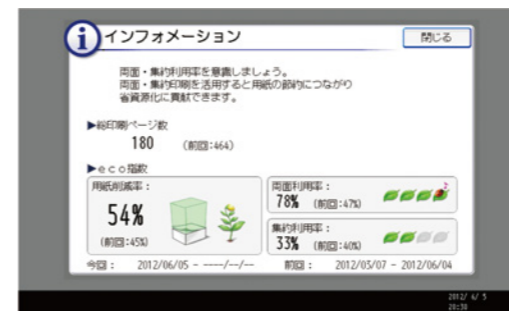 i インフォメーション
閉じる
両面・集約利用率を意識しましょう。
両面・集約印刷を活用すると用紙の節約につながり
省資源化に貢献できます。
▶総印刷ページ数
180 (前回:464)
▶eco指数
用紙削減率:
54%
(前回:45%)
両面利用率:
78% (前回:47%)
集約利用率:
33% (前回:40%)
今回: 2012/06/05 - ----/--/-- 前回: 2012/05/07 - 2012/06/04
2012/ 6/ 5
20:50